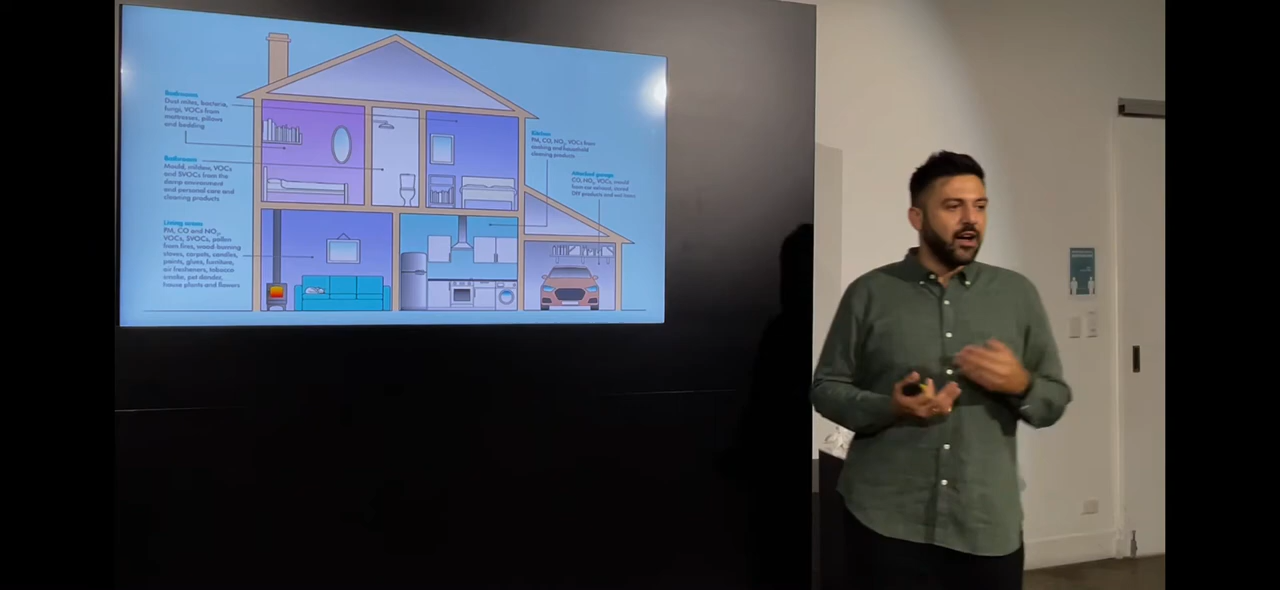 Bedrooms
Dust mites, bacteria,
fungi, VOCs from
mattresses, pillows
and bedding
Bathroom
Mould, mildew, VOCs
and SVOCs from the
damp environment
and personal care and
cleaning products
Living areas
PM, CO and NO₂,
VOCs, SVOCs, pollen
from fires, wood-burning
stoves, carpets, candles,
paints, glues, furniture,
air fresheners, tobacco
smoke, pet dander,
house plants and flowers
Kitchen
PM, CO, NO₂, VOCs from
cooking and household
cleaning products
Attached garage
CO, NO₂, VOCs, mould
from car exhaust, stored
DIY products and wet items